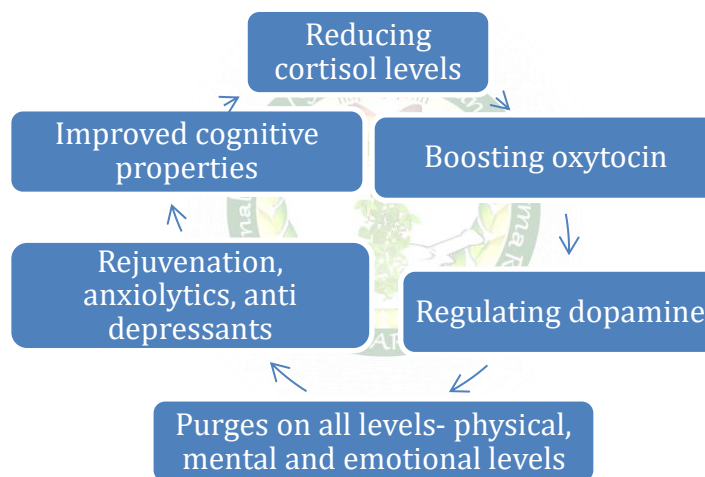 Reducing
cortisol levels
Boosting oxytocin
Regulating dopamine
Purges on all levels- physical,
mental and emotional levels
Rejuvenation,
anxiolytics, anti
depressants
Improved cognitive
properties